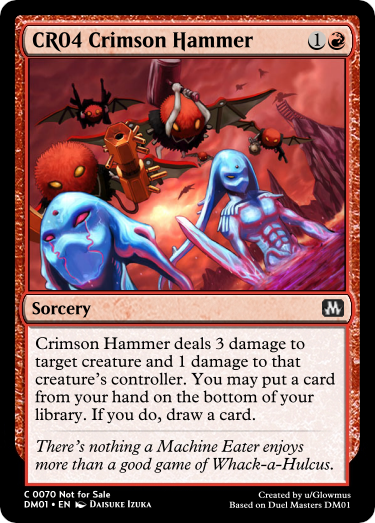 CR04 Crimson Hammer 1
Sorcery M
Crimson Hammer deals 3 damage to
target creature and 1 damage to that
creature's controller. You may put a card
from your hand on the bottom of your
library. If you do, draw a card.
There's nothing a Machine Eater enjoys
more than a good game of Whack-a-Hulcus.
C 0070 Not for Sale Created by u/Glowmus
DM01 • EN Daisuke Izuka Based on Duel Masters DM01